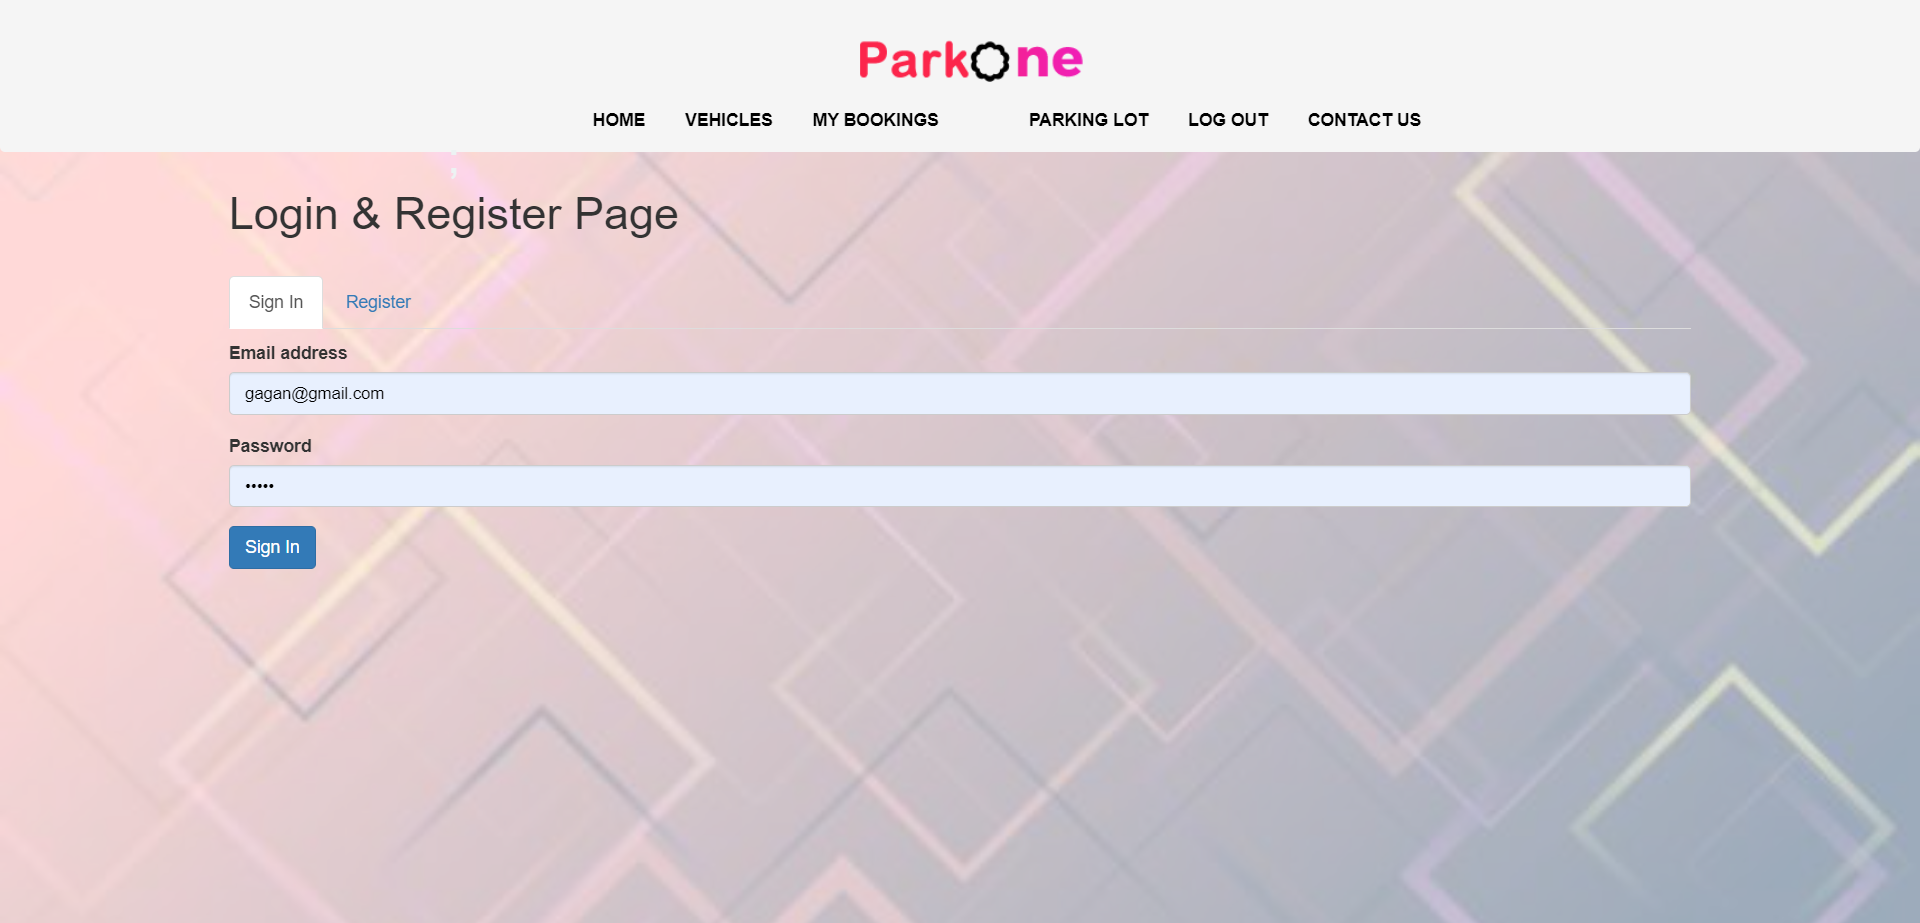 ParkOne
HOME VEHICLES MY BOOKINGS PARKING LOT LOG OUT CONTACT US
;
Login & Register Page
Sign In Register
Email address
gagan@gmail.com
Password
•••••
Sign In